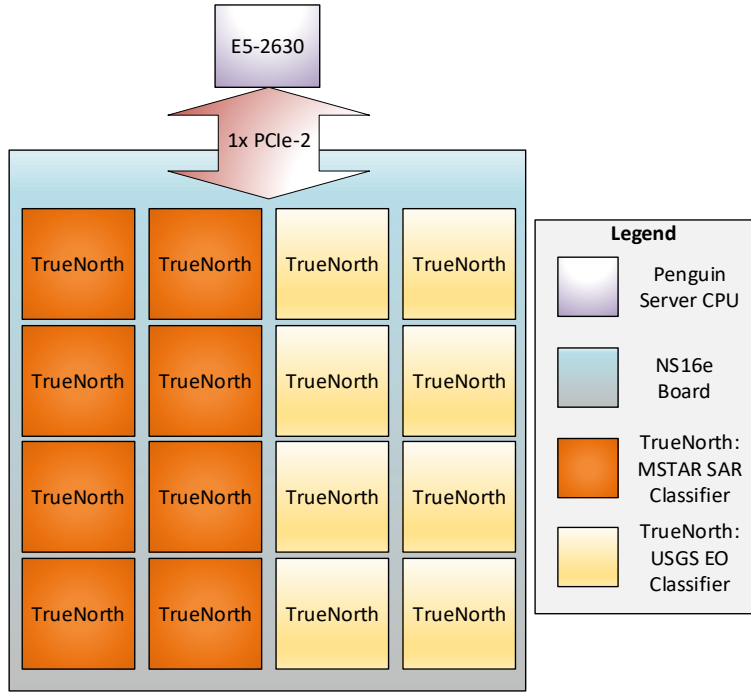 E5-2630
1x PCIe-2
TrueNorth TrueNorth TrueNorth TrueNorth
TrueNorth TrueNorth TrueNorth TrueNorth
TrueNorth TrueNorth TrueNorth TrueNorth
TrueNorth TrueNorth TrueNorth TrueNorth
Legend
Penguin
Server CPU
NS16e
Board
TrueNorth:
MSTAR SAR
Classifier
TrueNorth:
USGS EO
Classifier